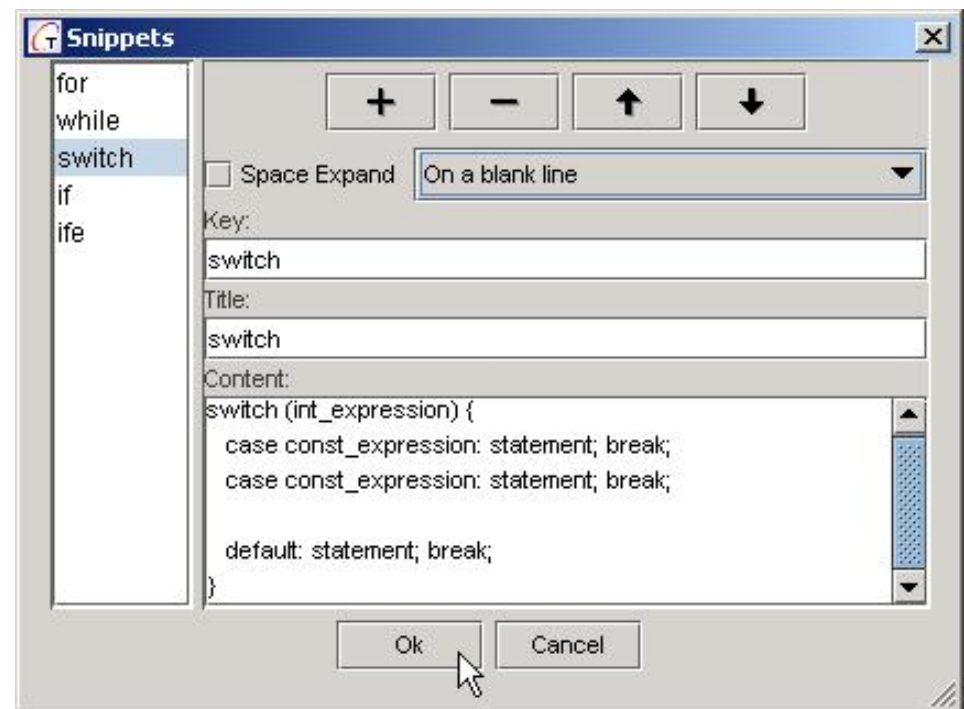 Snippets
for
while
switch
if
ife
Space Expand
On a blank line
Key:
switch
Title:
switch
Content:
switch (int_expression) {
case const_expression: statement; break;
case const_expression: statement; break;
default: statement; break;
}
Ok
Cancel